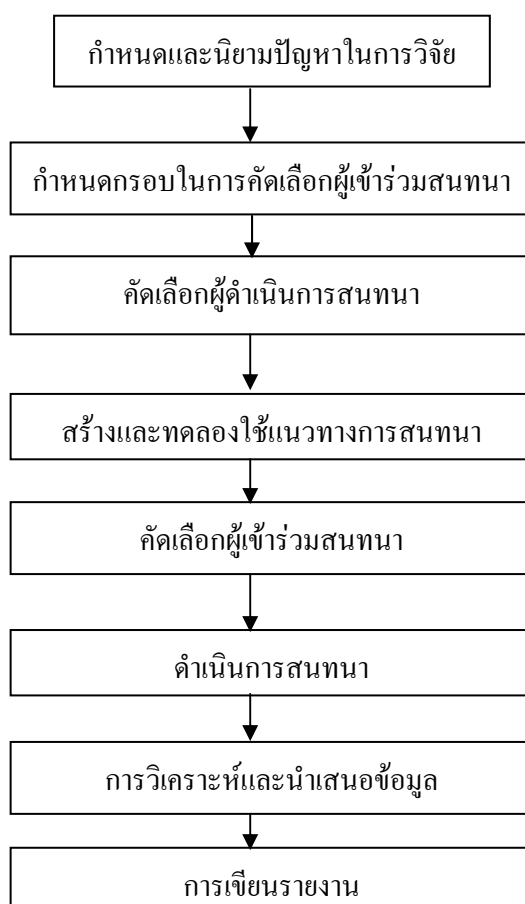 กำหนดและนิยามปัญหาในการวิจัย
กำหนดกรอบในการคัดเลือกผู้เข้าร่วมสนทนา
คัดเลือกผู้ดำเนินการสนทนา
สร้างและทดลองใช้แนวทางการสนทนา
คัดเลือกผู้เข้าร่วมสนทนา
ดำเนินการสนทนา
การวิเคราะห์และนำเสนอข้อมูล
การเขียนรายงาน